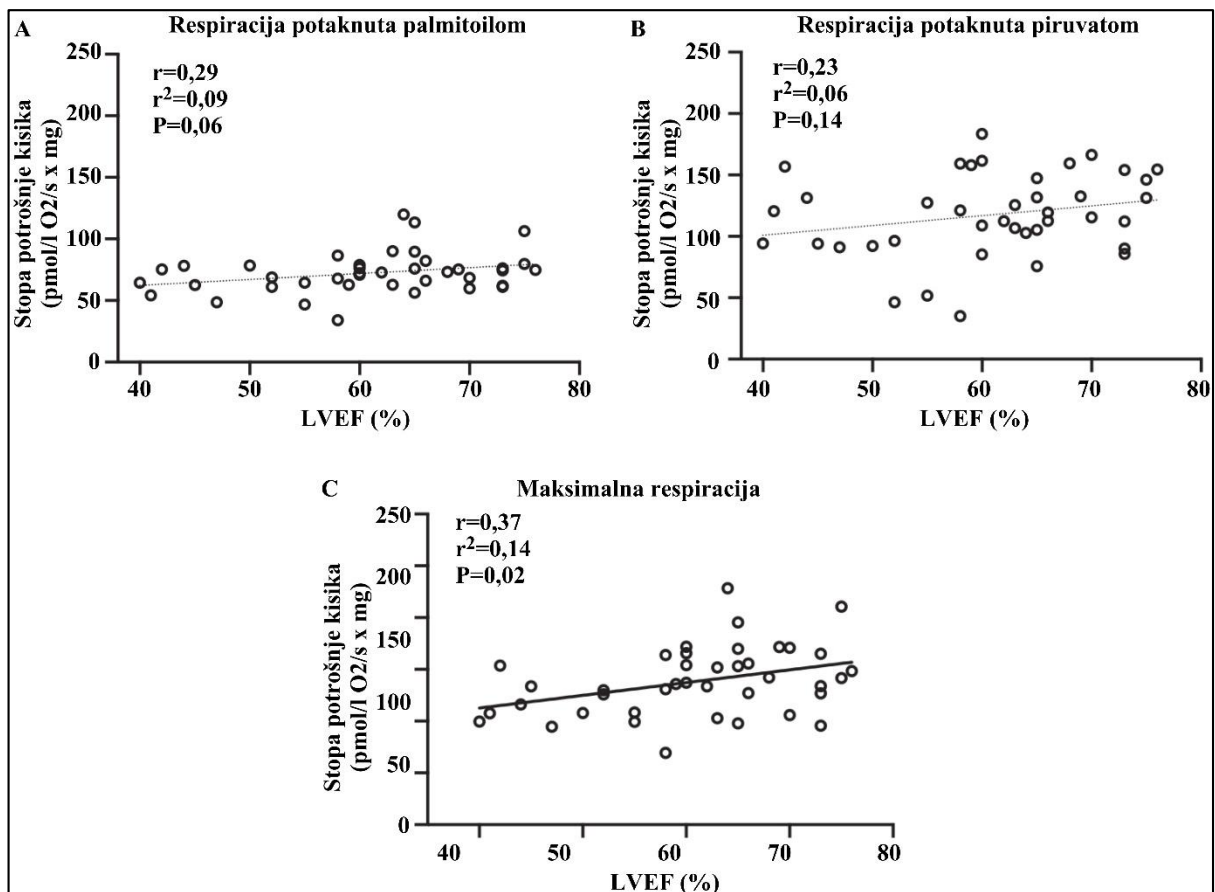 A
Respiracija potaknuta palmitoilom
r=0,29
r²=0,09
P=0,06
Stopa potrošnje kisika
(pmol/l O2/s x mg)
250
200
150
100
50
0
40
50
60
70
80
LVEF (%)
B
Respiracija potaknuta piruvatom
r=0,23
r²=0,06
P=0,14
Stopa potrošnje kisika
(pmol/l O2/s x mg)
250
200
150
100
50
0
40
50
60
70
80
LVEF (%)
C
Maksimalna respiracija
r=0,37
r²=0,14
P=0,02
Stopa potrošnje kisika
(pmol/l O2/s x mg)
250
200
150
100
50
0
40
50
60
70
80
LVEF (%)